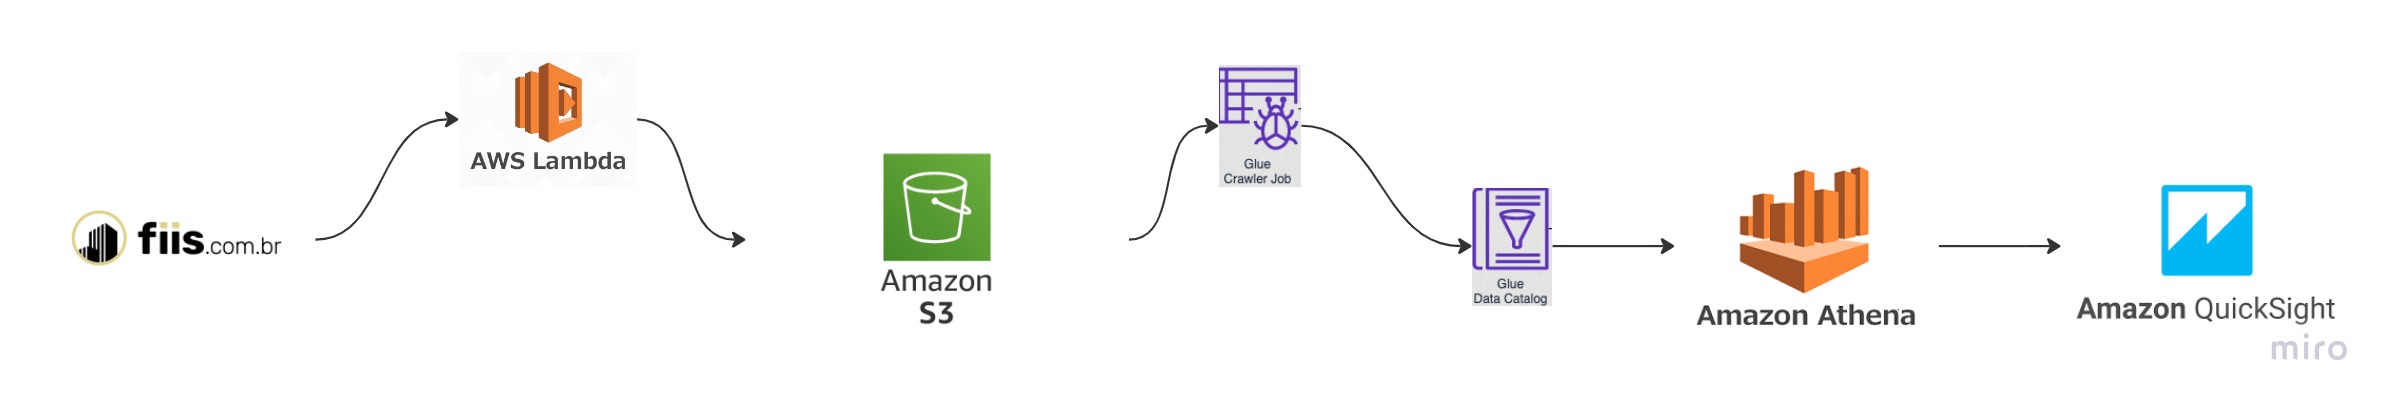 fiis.com.br
AWS Lambda
Amazon
S3
Glue
Crawler Job
Glue
Data Catalog
Amazon Athena
Amazon QuickSight
miro